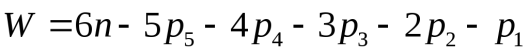 W = 6n - 5p₅ - 4p₄ - 3p₃ - 2p₂ - p₁